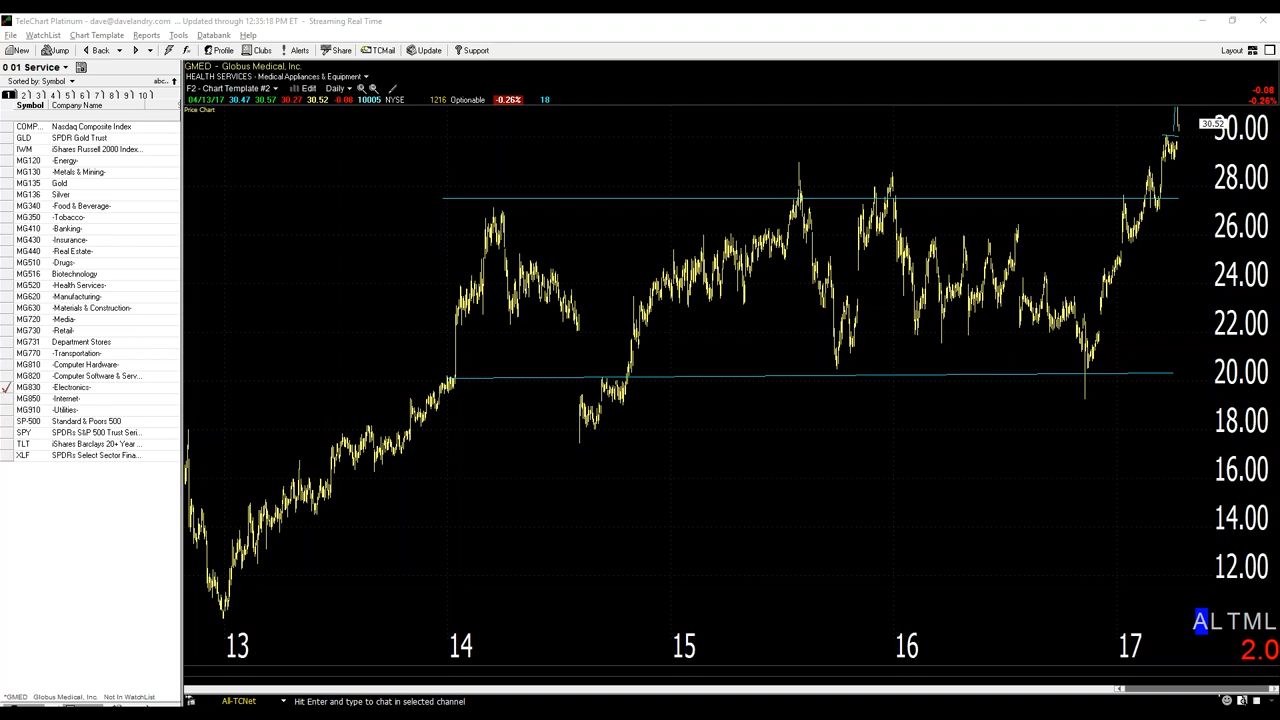 TeleChart Platinum - dave@davelandry.com ... Updated through 12:35:18 PM ET - Streaming Real Time
File WatchList Chart Template Reports Tools Databank Help
New Jump Back Profile Clubs Alerts Share TCMail Update Support Layout
0 01 Service
Sorted by: Symbol abc..
1 2 3 4 5 6 7 8 9 10
Symbol Company Name
COMP... Nasdaq Composite Index
GLD SPDR Gold Trust
IWM iShares Russell 2000 Index...
MG120 -Energy-
MG130 -Metals & Mining-
MG135 Gold
MG136 Silver
MG340 -Food & Beverage-
MG350 -Tobacco-
MG410 -Banking-
MG430 -Insurance-
MG440 -Real Estate-
MG510 -Drugs-
MG516 Biotechnology
MG520 -Health Services-
MG620 -Manufacturing-
MG630 -Materials & Construction-
MG720 -Media-
MG730 -Retail-
MG731 Department Stores
MG770 -Transportation-
MG810 -Computer Hardware-
MG820 -Computer Software & Serv...
MG830 -Electronics-
MG850 -Internet-
MG910 -Utilities-
SP-500 Standard & Poors 500
SPY SPDRs S&P 500 Trust Seri...
TLT iShares Barclays 20+ Year ...
XLF SPDRs Select Sector Fina...
*GMED Globus Medical, Inc. Not In WatchList
GMED - Globus Medical, Inc.
HEALTH SERVICES - Medical Appliances & Equipment
F2 - Chart Template #2 Edit Daily
04/13/17 30.47 30.57 30.27 30.52 -0.08 10005 NYSE 1216 Optionable -0.26% 18
-0.08
-0.26%
Price Chart
30.52
30.00
28.00
26.00
24.00
22.00
20.00
18.00
16.00
14.00
12.00
ALTML
2.0
13 14 15 16 17
All-TCNet Hit Enter and type to chat in selected channel